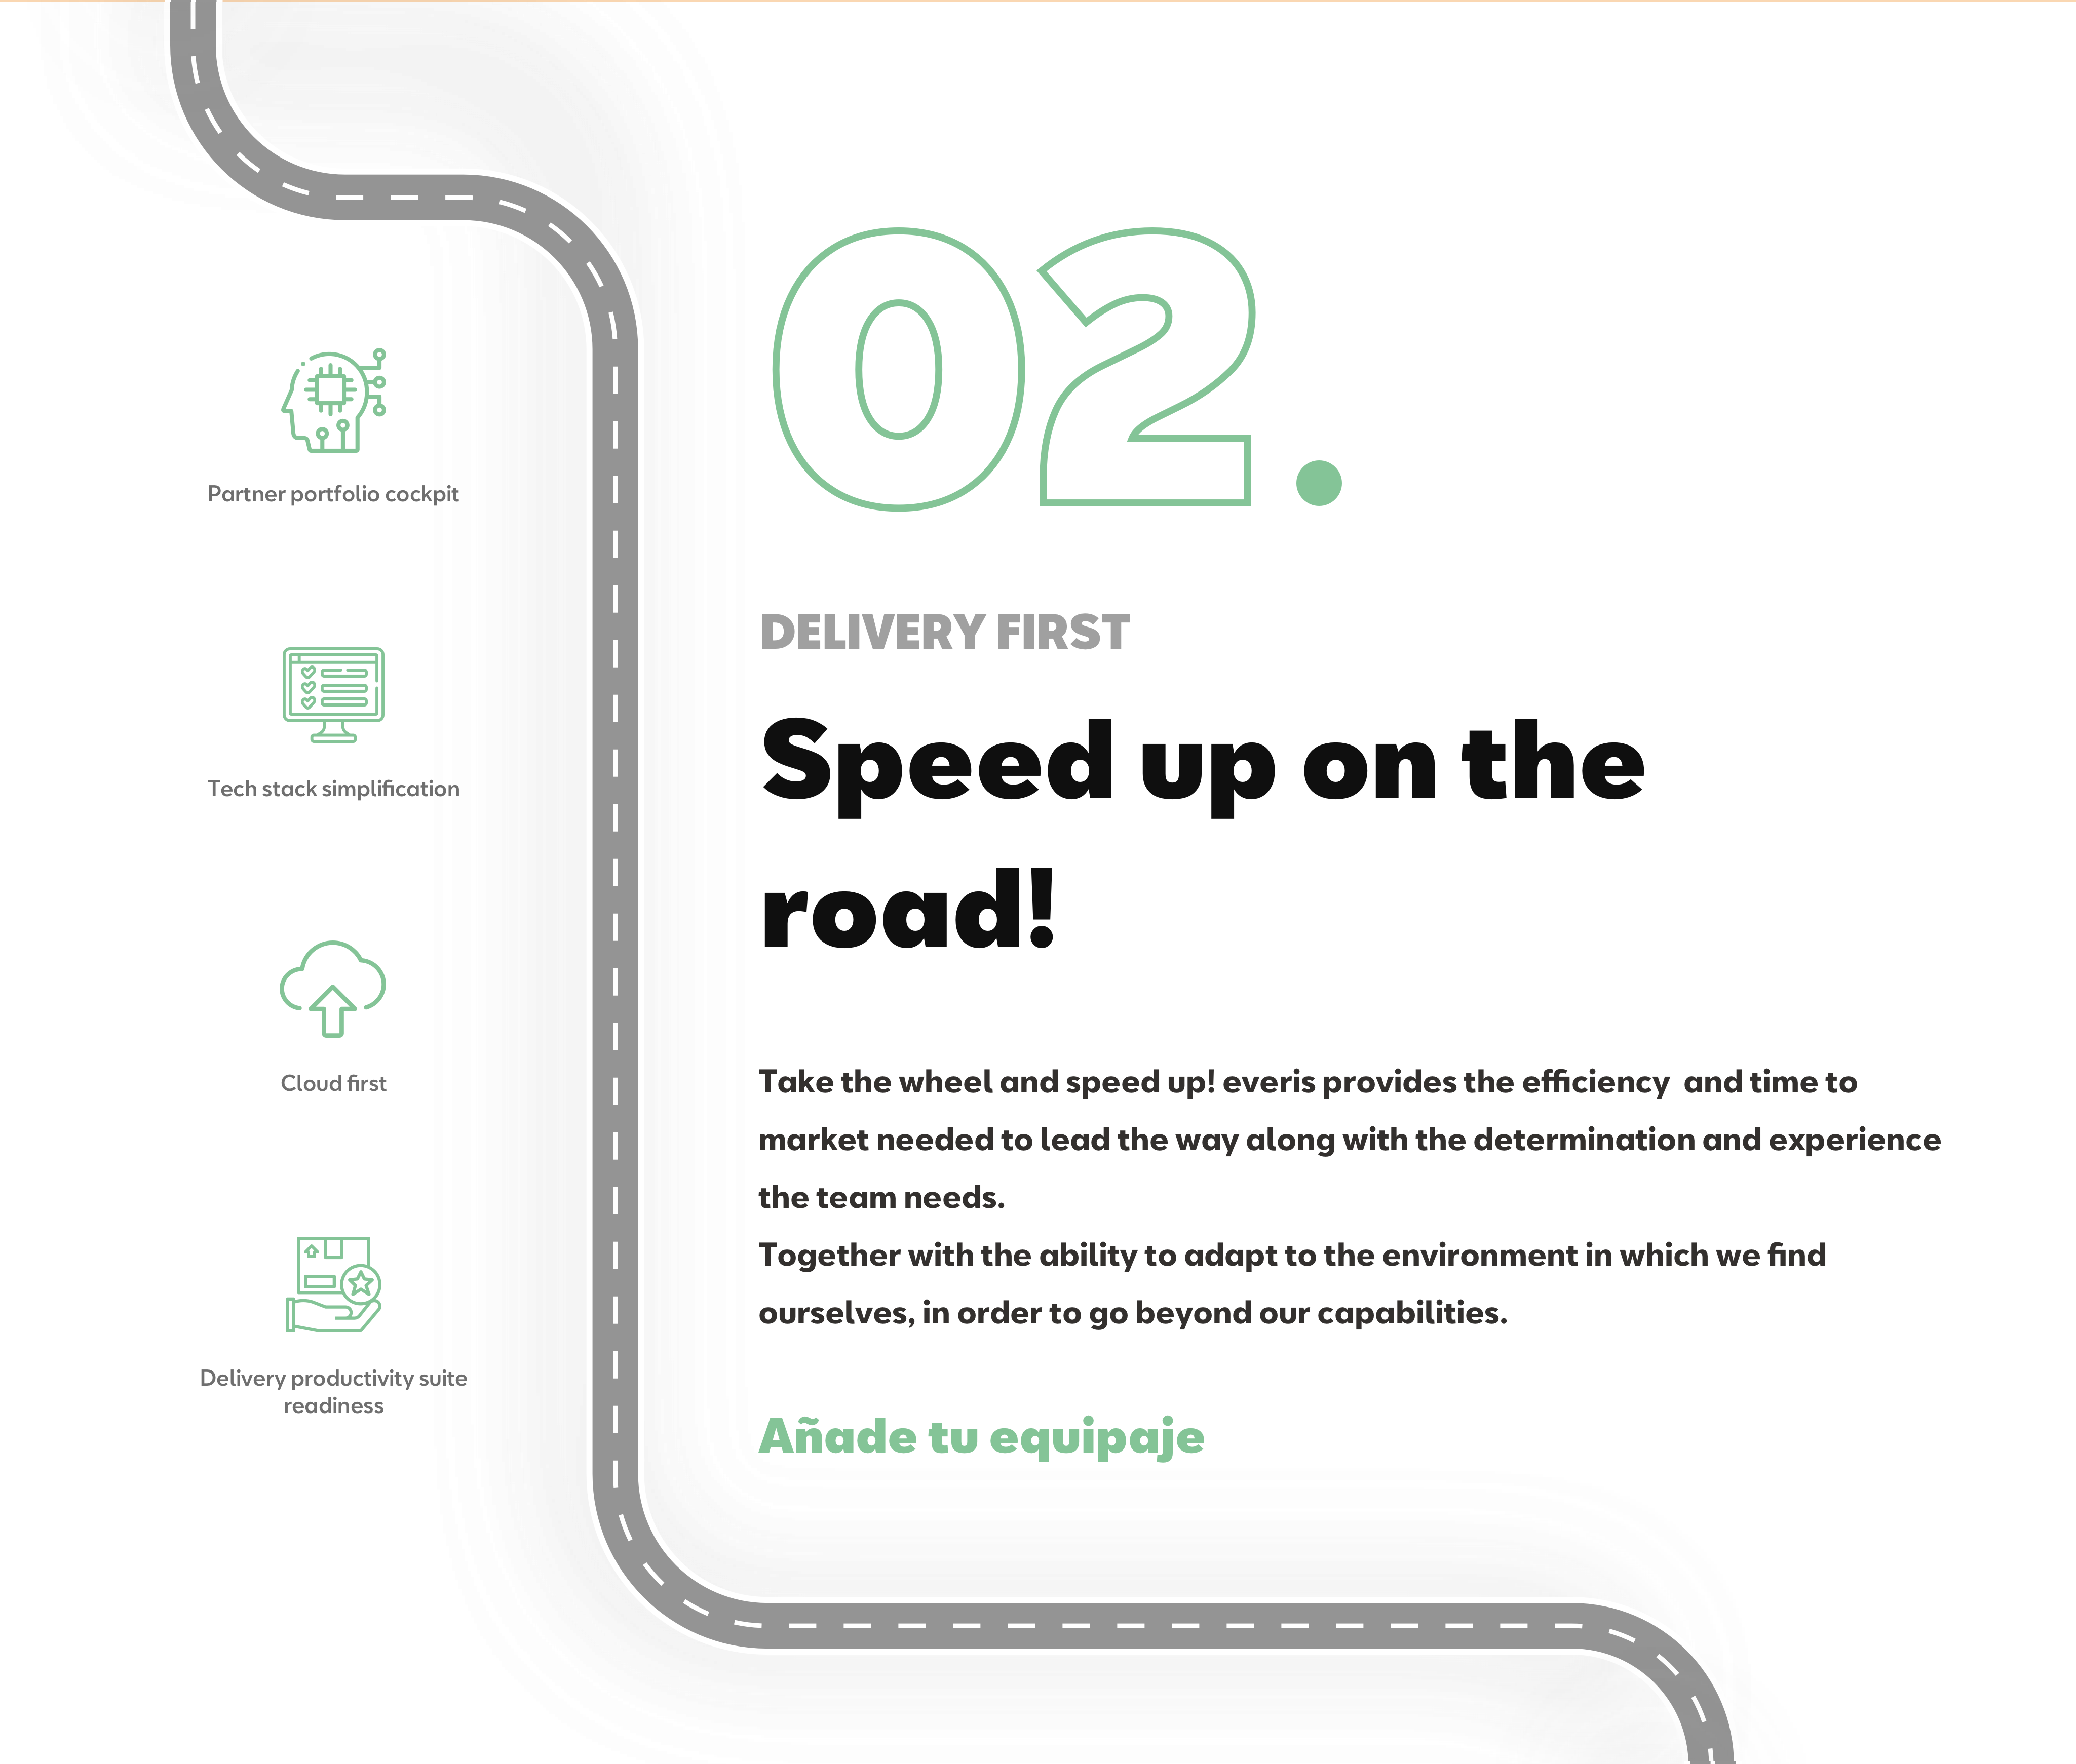 02.
DELIVERY FIRST
Speed up on the
road!
Take the wheel and speed up! everis provides the efficiency  and time to
market needed to lead the way along with the determination and experience
the team needs.
Together with the ability to adapt to the environment in which we find
ourselves, in order to go beyond our capabilities.
Añade tu equipaje
Partner portfolio cockpit
Tech stack simplification
Cloud first
Delivery productivity suite
readiness